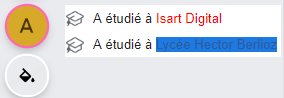 A
A étudié à Isart Digital
A étudié à Lycée Hector Berlioz